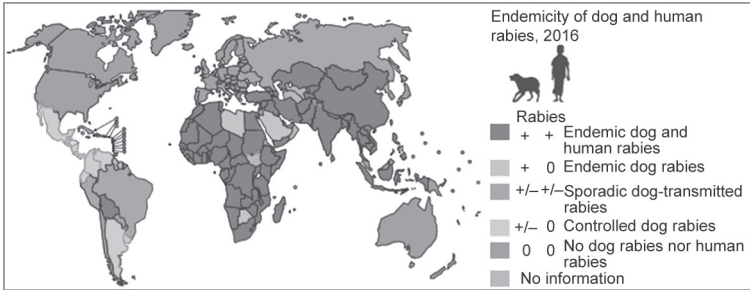 Endemicity of dog and human
rabies, 2016
Rabies
+ + Endemic dog and
human rabies
+ 0 Endemic dog rabies
+/– +/– Sporadic dog-transmitted
rabies
+/– 0 Controlled dog rabies
0 0 No dog rabies nor human
rabies
No information